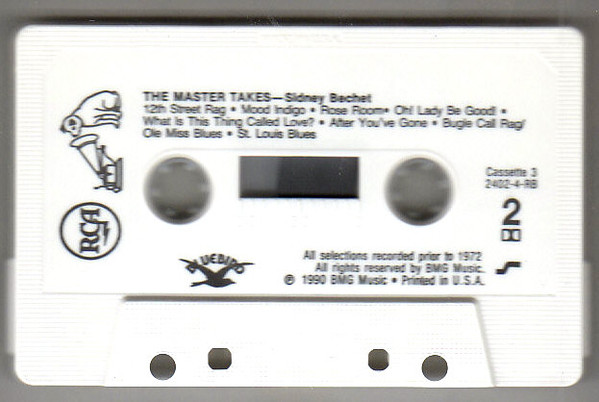 THE MASTER TAKES—Sidney Bechet
12th Street Rag • Mood Indigo • Rose Room • Oh! Lady Be Good! •
What Is This Thing Called Love? • After You've Gone • Bugle Call Rag/
Ole Miss Blues • St. Louis Blues
Cassette 3
2402-4-RB
2
RCA
BLUEBIRD
All selections recorded prior to 1972
All rights reserved by BMG Music.
℗ 1990 BMG Music • Printed in U.S.A.